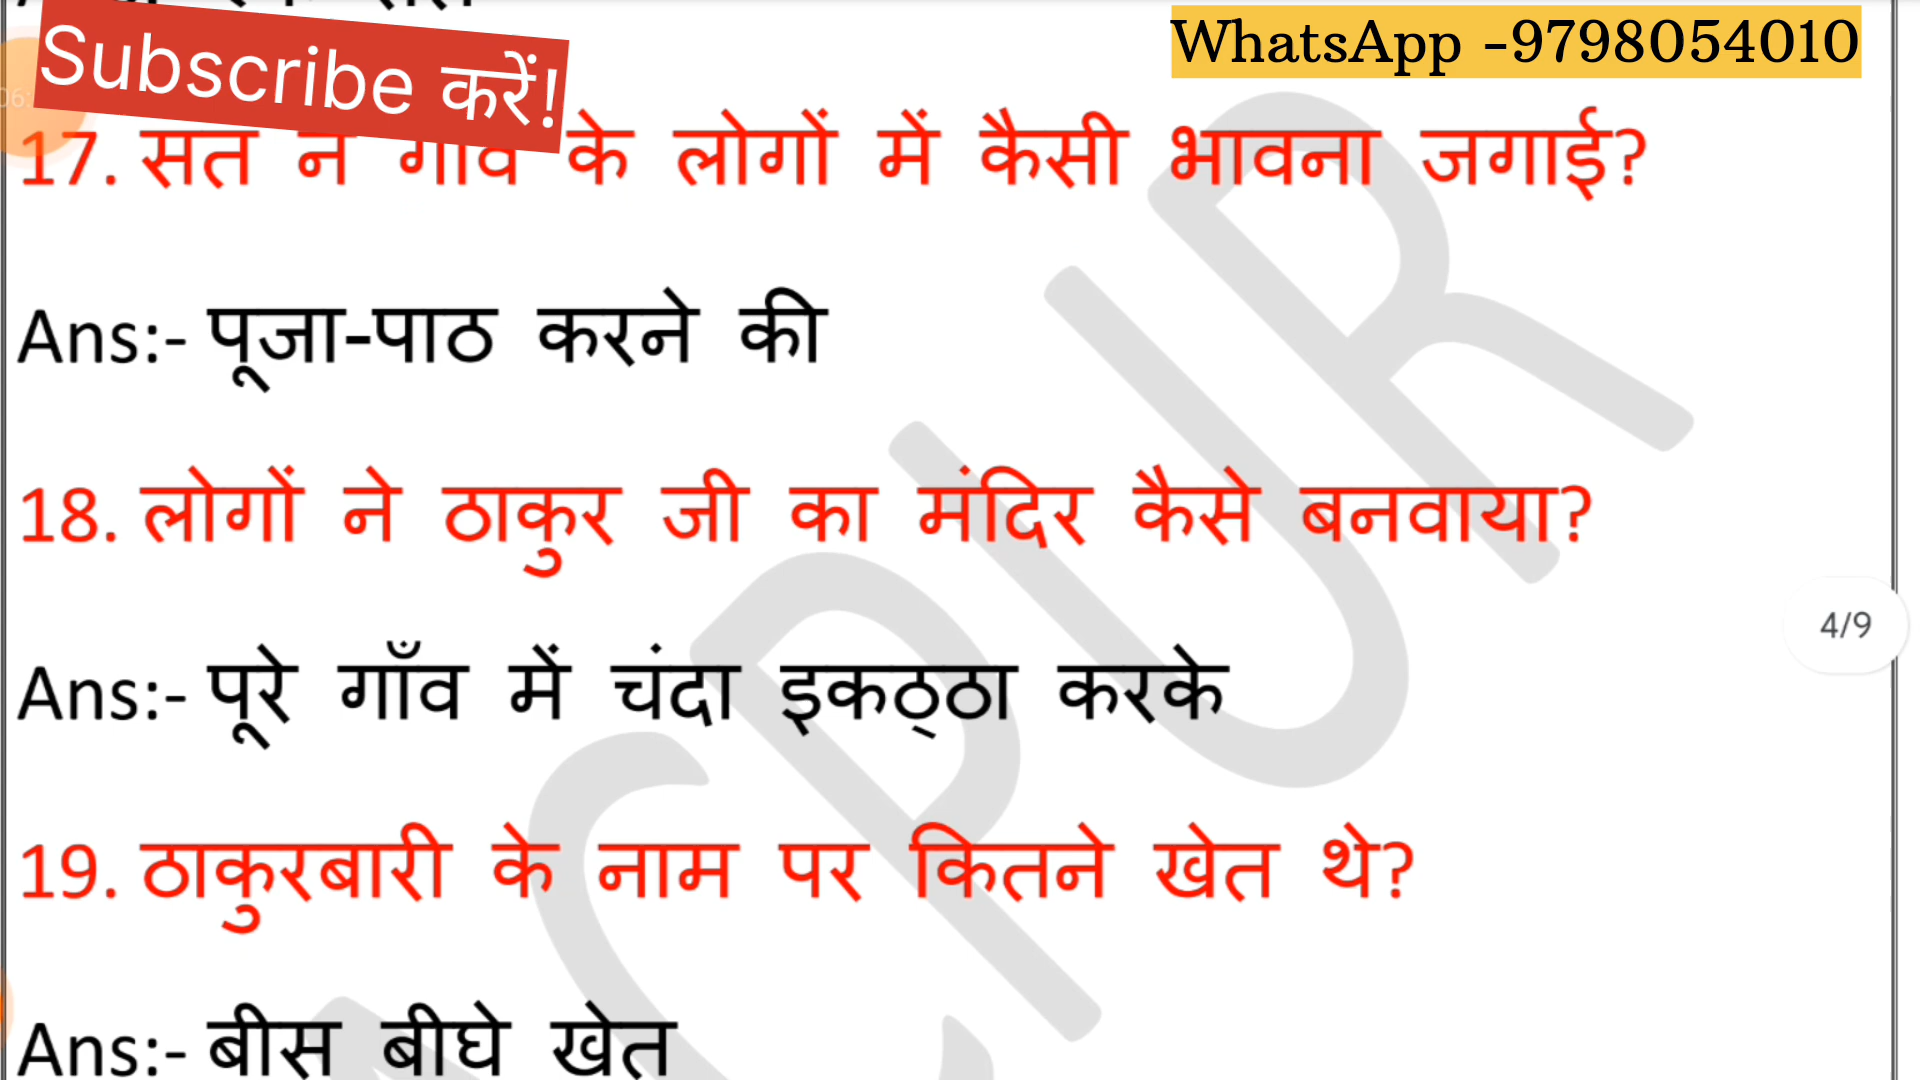 Subscribe करें!
WhatsApp -9798054010
17. संत ने गाँव के लोगों में कैसी भावना जगाई?
Ans:- पूजा-पाठ करने की
18. लोगों ने ठाकुर जी का मंदिर कैसे बनवाया?
Ans:- पूरे गाँव में चंदा इकठ्ठा करके
4/9
19. ठाकुरबारी के नाम पर कितने खेत थे?
Ans:- बीस बीघे खेत